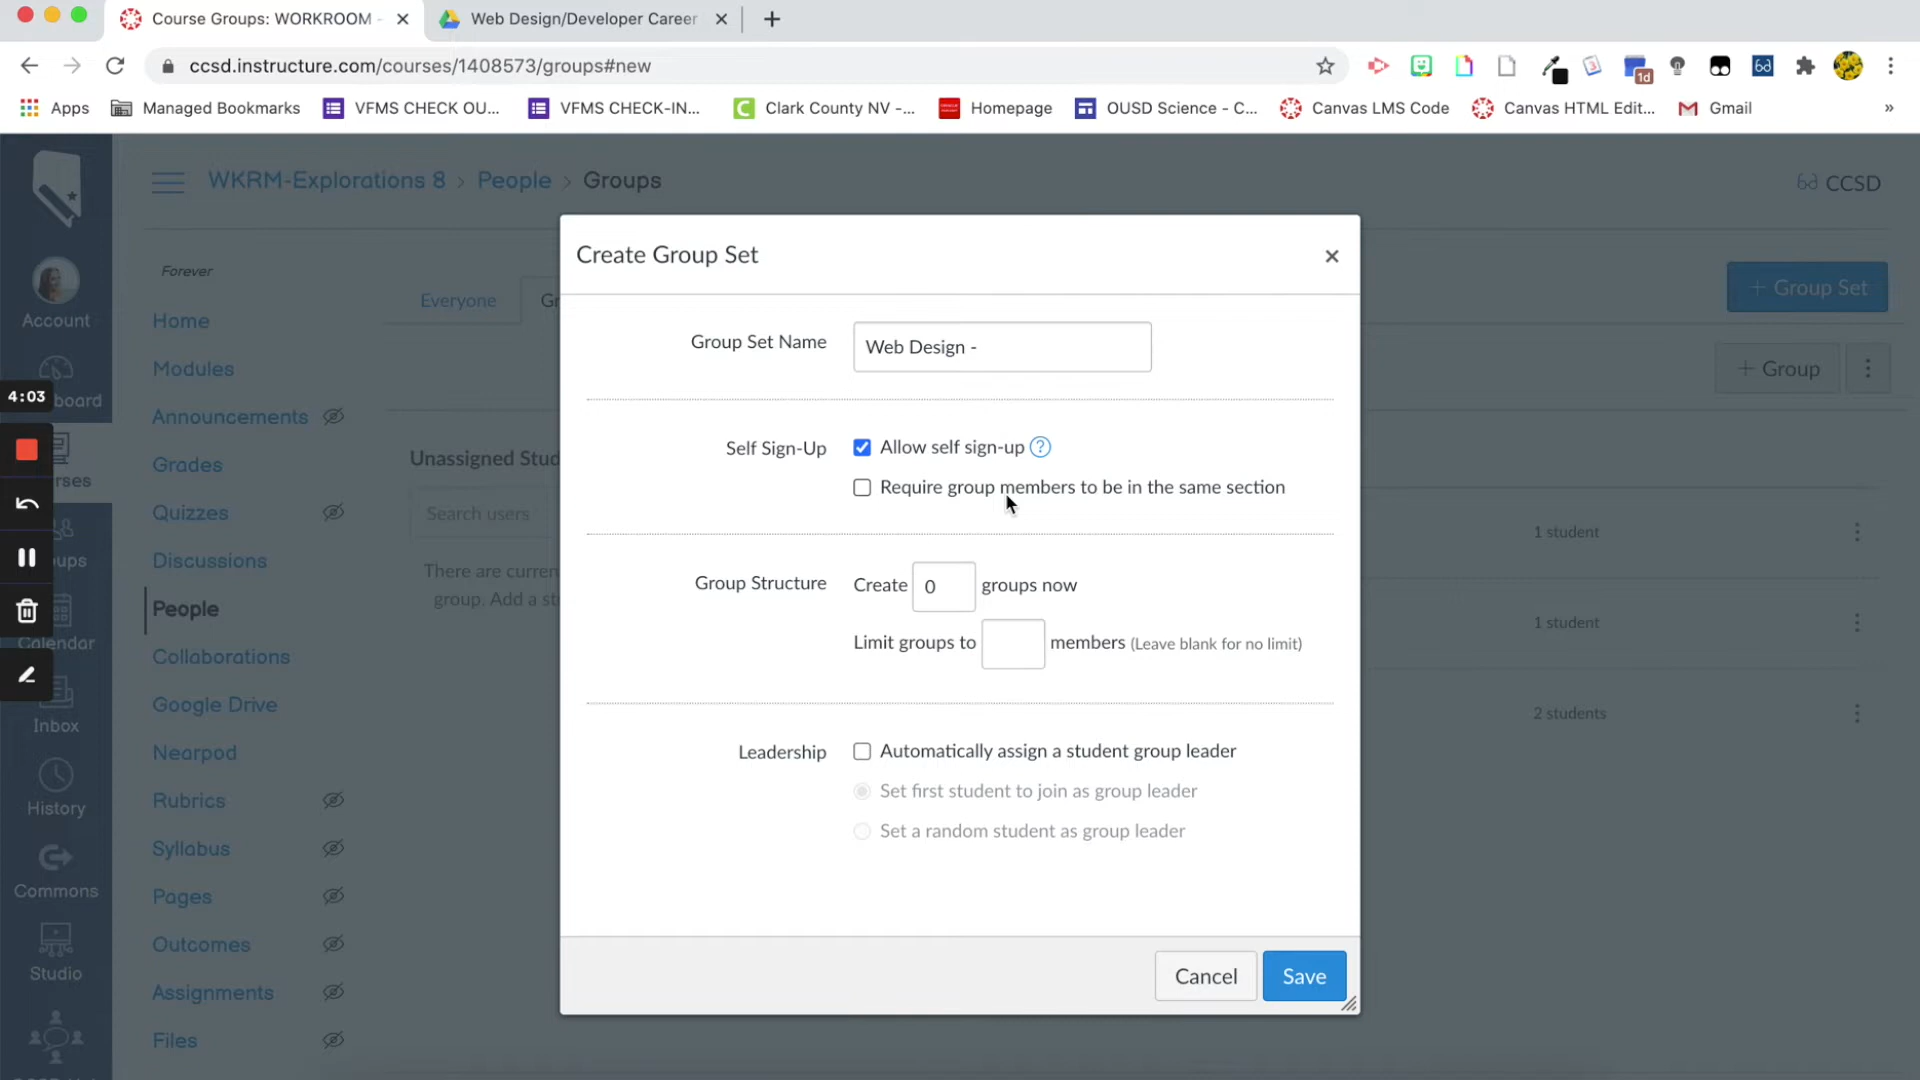 Course Groups: WORKROOM -
Web Design/Developer Career
ccsd.instructure.com/courses/1408573/groups#new
1d
Apps
Managed Bookmarks
VFMS CHECK OU...
VFMS CHECK-IN...
Clark County NV -...
Homepage
OUSD Science - C...
Canvas LMS Code
Canvas HTML Edit...
Gmail
»
WKRM-Explorations 8 > People > Groups
CCSD
Forever
Account
board
4:03
rses
ups
Calendar
Inbox
History
Commons
Studio
Home
Modules
Announcements
Grades
Quizzes
Discussions
People
Collaborations
Google Drive
Nearpod
Rubrics
Syllabus
Pages
Outcomes
Assignments
Files
Everyone
Gr
+ Group Set
+ Group
Unassigned Stud
Search users
There are curren
group. Add a st
1 student
1 student
2 students
Create Group Set
×
Group Set Name
Web Design -
Self Sign-Up
Allow self sign-up ?
Require group members to be in the same section
Group Structure
Create 0 groups now
Limit groups to members (Leave blank for no limit)
Leadership
Automatically assign a student group leader
Set first student to join as group leader
Set a random student as group leader
Cancel
Save